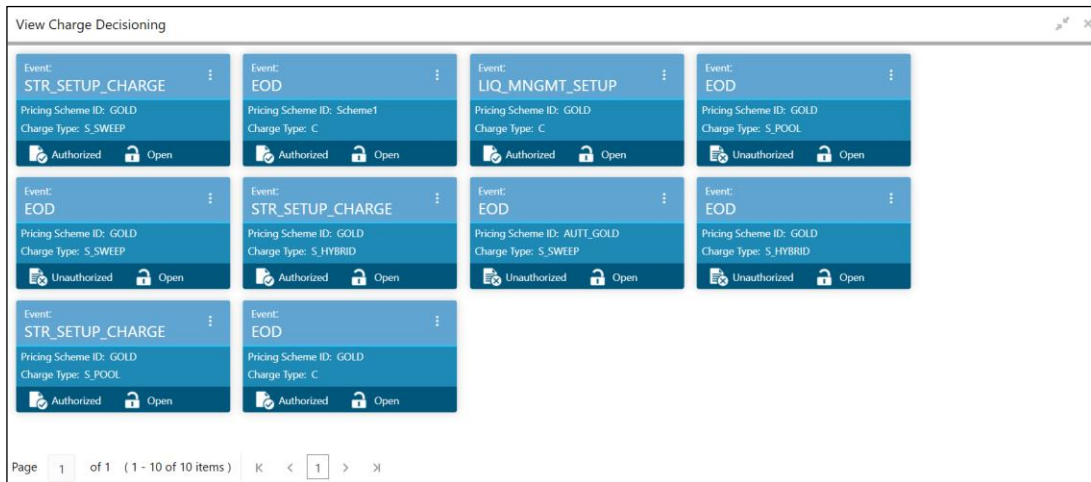 View Charge Decisioning
Event:
STR_SETUP_CHARGE
Pricing Scheme ID: GOLD
Charge Type: S_SWEEP
Authorized Open
Event:
EOD
Pricing Scheme ID: Scheme1
Charge Type: C
Authorized Open
Event:
LIQ_MNGMT_SETUP
Pricing Scheme ID: GOLD
Charge Type: C
Authorized Open
Event:
EOD
Pricing Scheme ID: GOLD
Charge Type: S_POOL
Unauthorized Open
Event:
EOD
Pricing Scheme ID: GOLD
Charge Type: S_SWEEP
Unauthorized Open
Event:
STR_SETUP_CHARGE
Pricing Scheme ID: GOLD
Charge Type: S_HYBRID
Authorized Open
Event:
EOD
Pricing Scheme ID: AUTT_GOLD
Charge Type: S_SWEEP
Unauthorized Open
Event:
EOD
Pricing Scheme ID: GOLD
Charge Type: S_HYBRID
Unauthorized Open
Event:
STR_SETUP_CHARGE
Pricing Scheme ID: GOLD
Charge Type: S_POOL
Authorized Open
Event:
EOD
Pricing Scheme ID: GOLD
Charge Type: C
Authorized Open
Page 1 of 1 ( 1 - 10 of 10 items ) 1